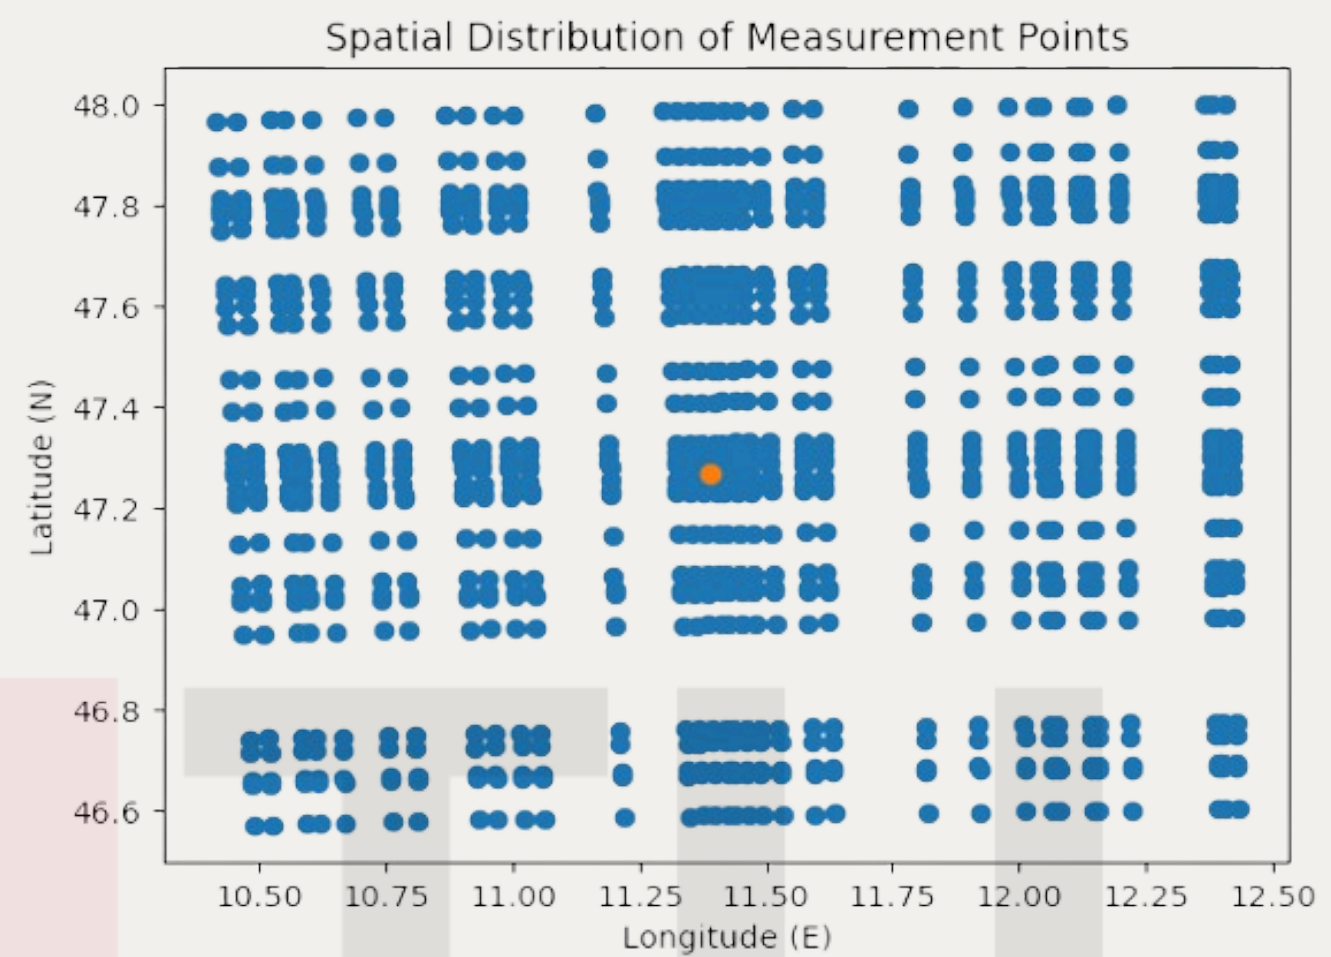 Spatial Distribution of Measurement Points
48.0
47.8
47.6
47.4
47.2
47.0
46.8
46.6
Latitude (N)
10.50 10.75 11.00 11.25 11.50 11.75 12.00 12.25 12.50
Longitude (E)